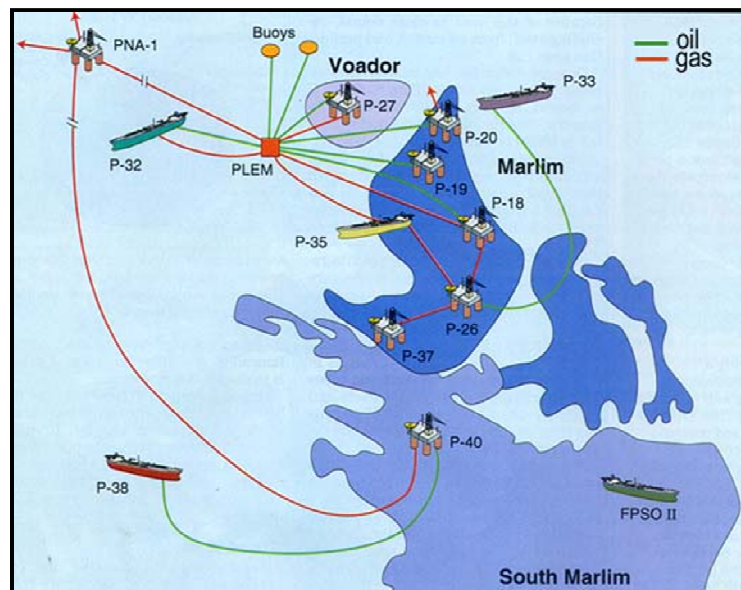 PNA-1
Buoys
oil
gas
Voador
P-33
P-27
P-20
P-32
PLEM
Marlim
P-19
P-18
P-35
P-26
P-37
P-40
P-38
FPSO II
South Marlim